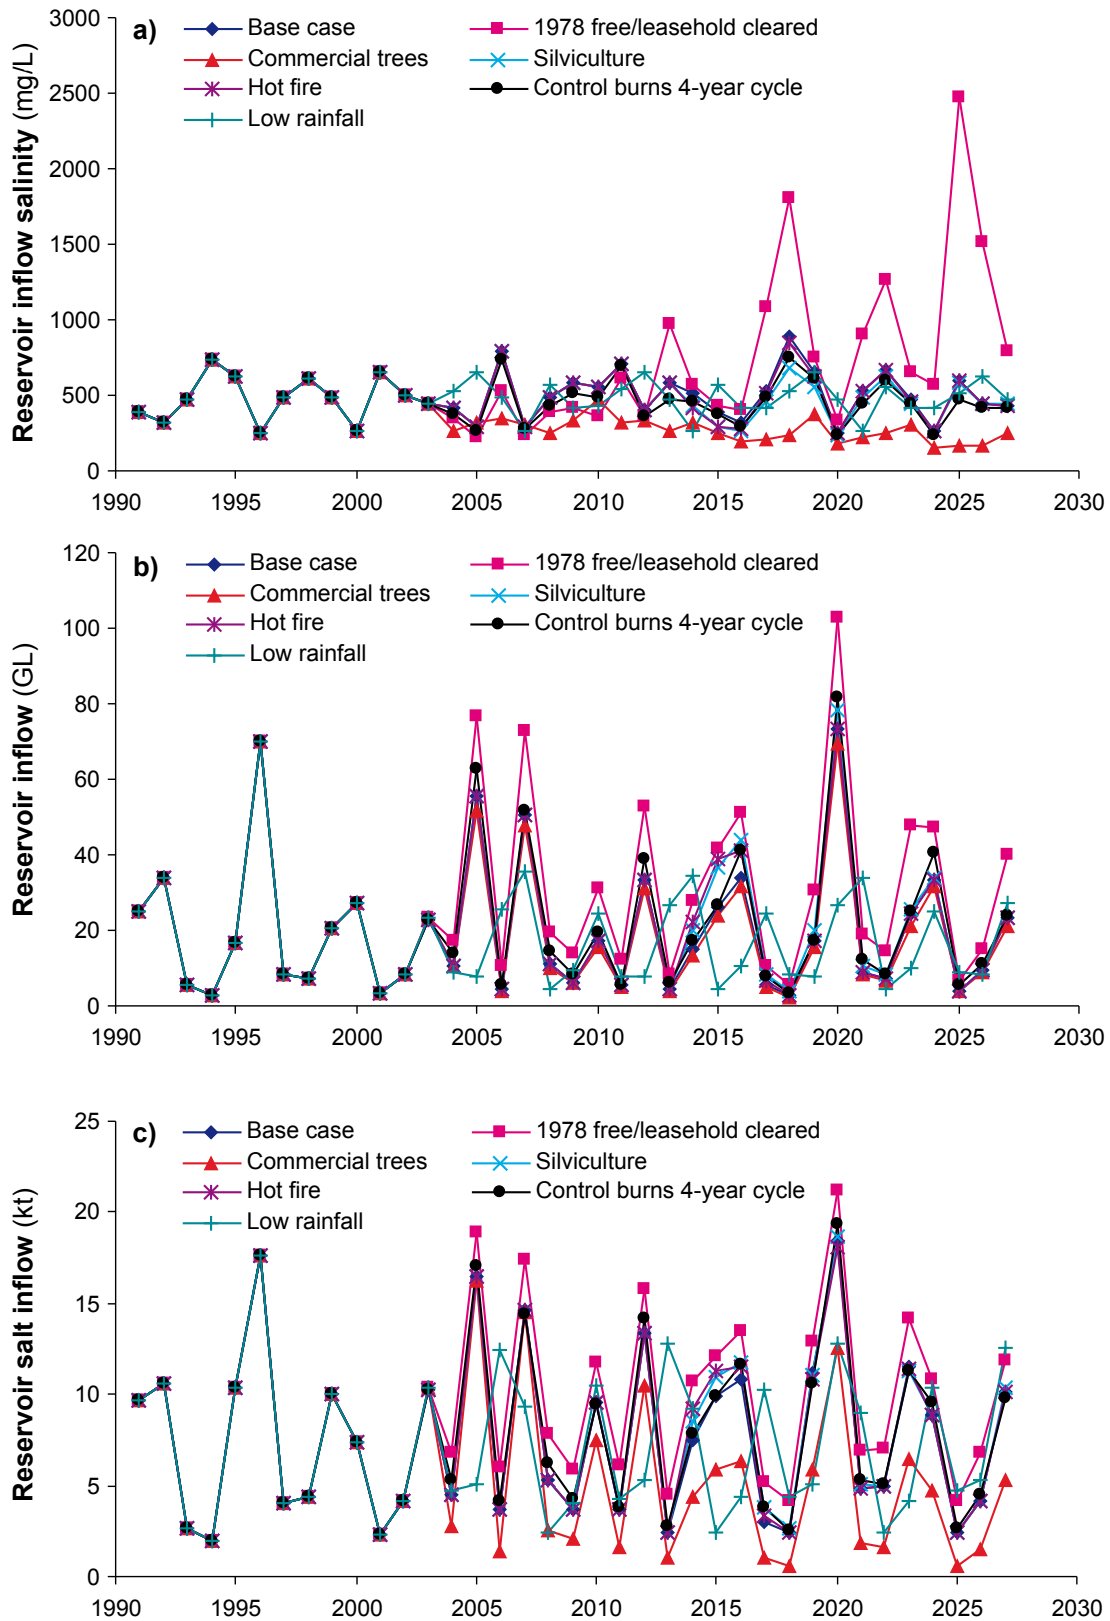 3000
2500
2000
1500
1000
500
0
Reservoir inflow salinity (mg/L)
a)
Base case
1978 free/leasehold cleared
Commercial trees
Silviculture
Hot fire
Control burns 4-year cycle
Low rainfall
1990 1995 2000 2005 2010 2015 2020 2025 2030
120
100
80
60
40
20
0
Reservoir inflow (GL)
b)
Base case
1978 free/leasehold cleared
Commercial trees
Silviculture
Hot fire
Control burns 4-year cycle
Low rainfall
1990 1995 2000 2005 2010 2015 2020 2025 2030
25
20
15
10
5
0
Reservoir salt inflow (kt)
c)
Base case
1978 free/leasehold cleared
Commercial trees
Silviculture
Hot fire
Control burns 4-year cycle
Low rainfall
1990 1995 2000 2005 2010 2015 2020 2025 2030